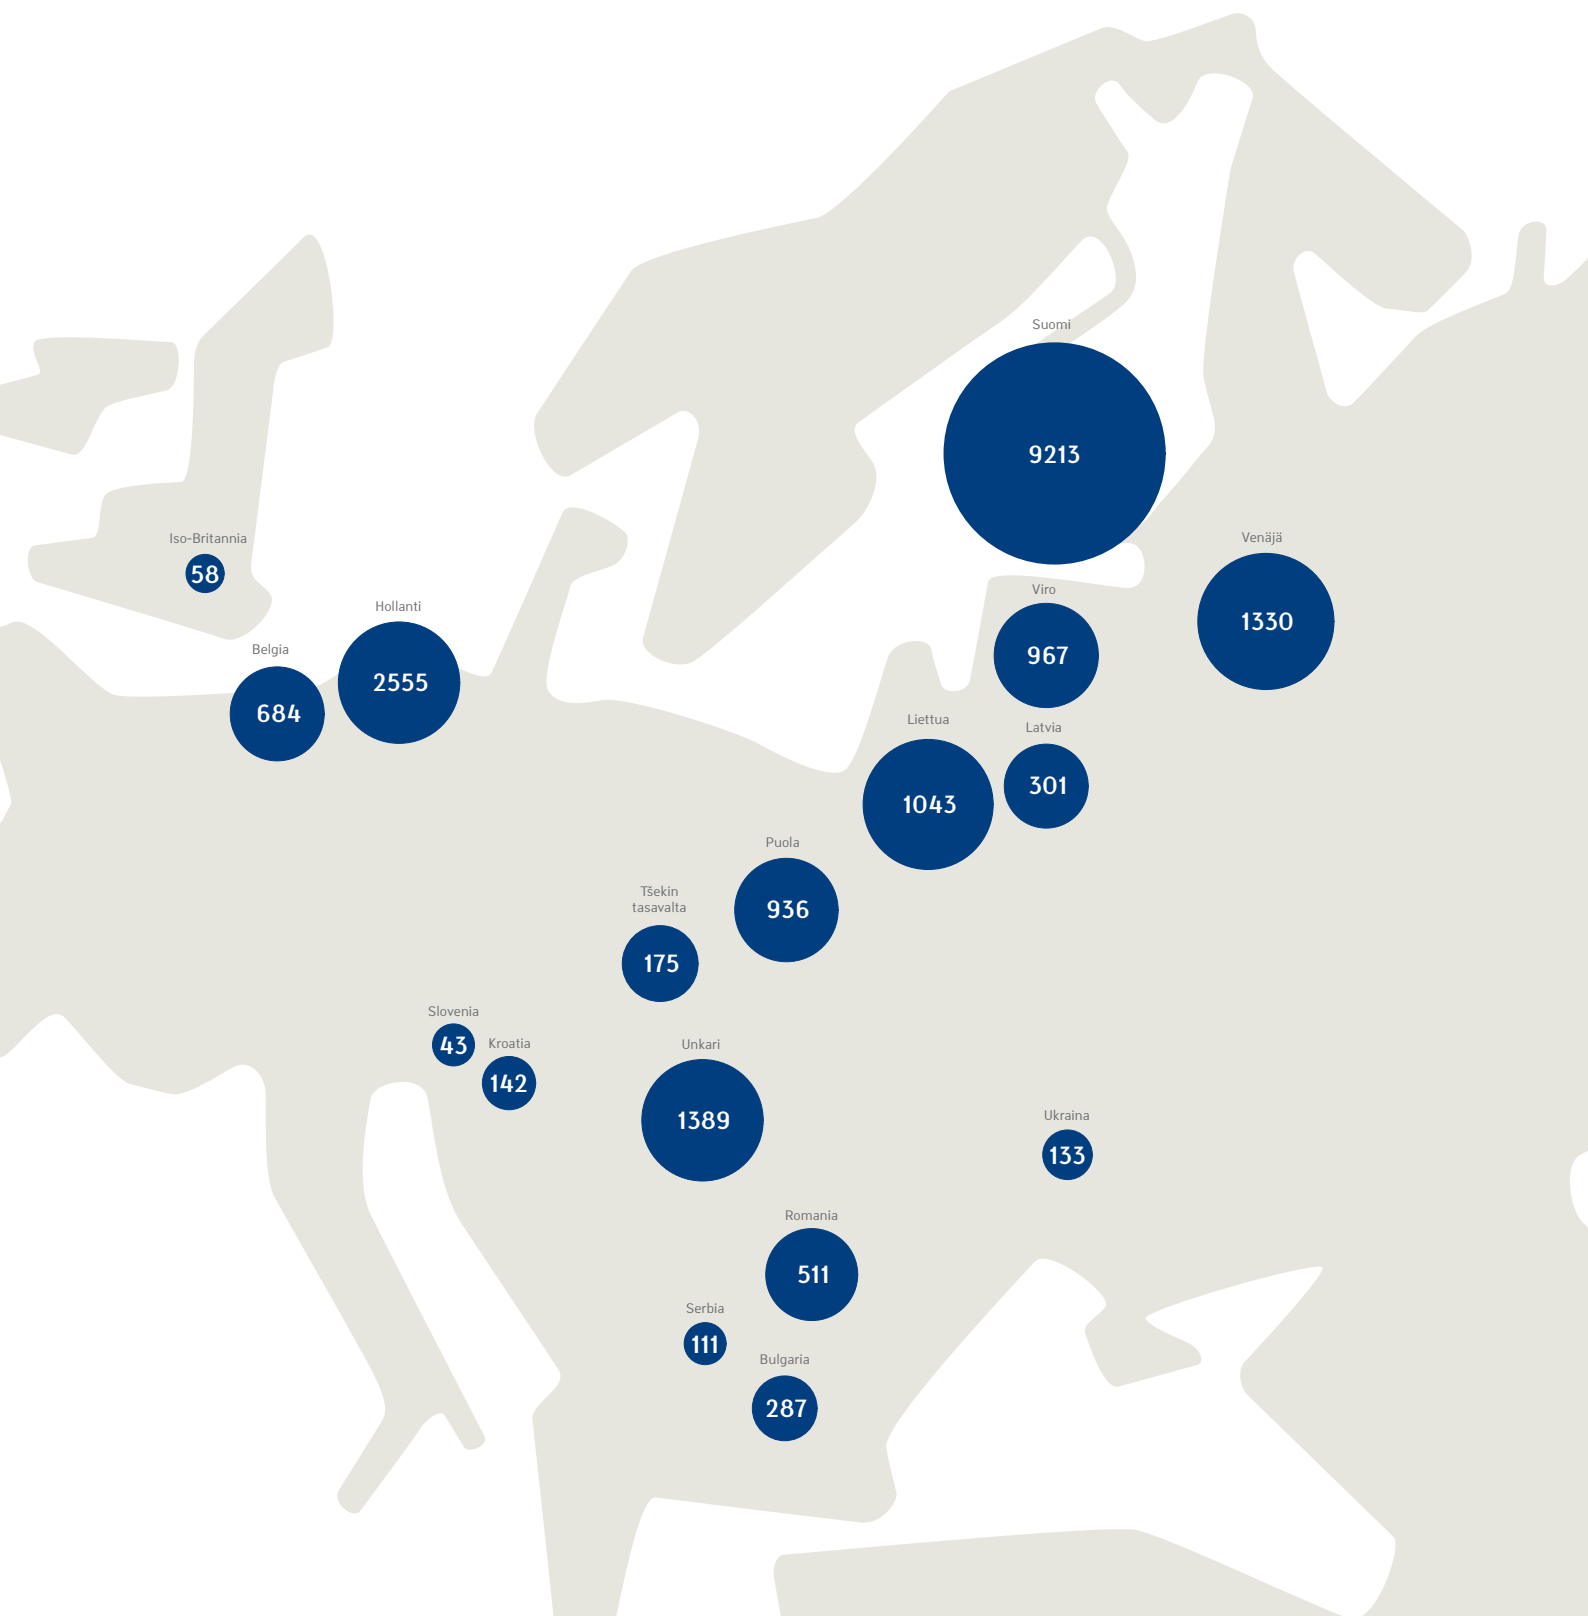 Suomi
9213
Iso-Britannia
58
Venäjä
1330
Viro
967
Hollanti
2555
Belgia
684
Liettua
1043
Latvia
301
Puola
936
Tšekin
tasavalta
175
Slovenia
43
Kroatia
142
Unkari
1389
Ukraina
133
Romania
511
Serbia
111
Bulgaria
287